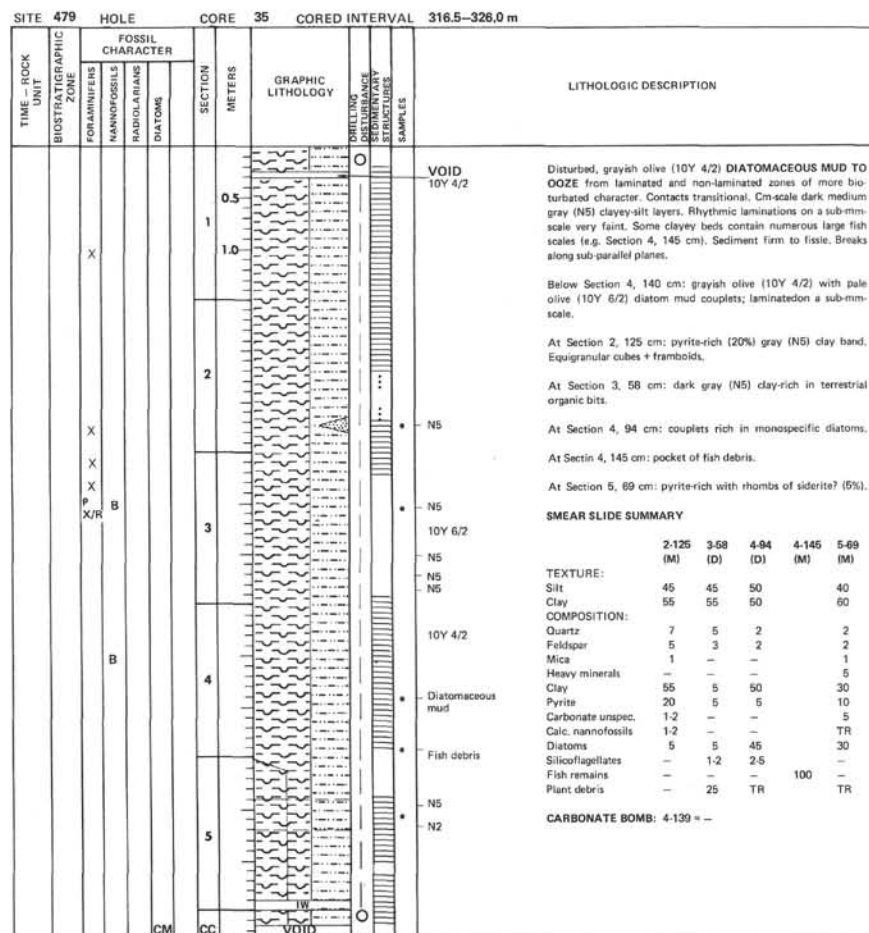 SITE 479 HOLE CORE 35 CORED INTERVAL 316.5–326,0 m
TIME – ROCK UNIT
BIOSTRATIGRAPHIC ZONE
FOSSIL CHARACTER
FORAMINIFERS
NANNOFOSSILS
RADIOLARIANS
DIATOMS
SECTION
METERS
GRAPHIC LITHOLOGY
DRILLING DISTURBANCE
SEDIMENTARY STRUCTURES
SAMPLES
LITHOLOGIC DESCRIPTION
VOID
10Y 4/2
0.5
1
1.0
X
2
N5
X
X
X
P
X/R B
N5
3
10Y 6/2
N5
N5
N5
10Y 4/2
B
4
Diatomaceous
mud
Fish debris
N5
N2
5
IW
CM CC VOID
Disturbed, grayish olive (10Y 4/2) DIATOMACEOUS MUD TO
OOZE from laminated and non-laminated zones of more bio-
turbated character. Contacts transitional. Cm-scale dark medium
gray (N5) clayey-silt layers. Rhythmic laminations on a sub-mm-
scale very faint. Some clayey beds contain numerous large fish
scales (e.g. Section 4, 145 cm). Sediment firm to fissle. Breaks
along sub-parallel planes.
Below Section 4, 140 cm: grayish olive (10Y 4/2) with pale
olive (10Y 6/2) diatom mud couplets; laminatedon a sub-mm-
scale.
At Section 2, 125 cm: pyrite-rich (20%) gray (N5) clay band.
Equigranular cubes + framboids.
At Section 3, 58 cm: dark gray (N5) clay-rich in terrestrial
organic bits.
At Section 4, 94 cm: couplets rich in monospecific diatoms.
At Sectin 4, 145 cm: pocket of fish debris.
At Section 5, 69 cm: pyrite-rich with rhombs of siderite? (5%).
SMEAR SLIDE SUMMARY
2-125 3-58 4-94 4-145 5-69
(M) (D) (D) (M) (M)
TEXTURE:
Silt 45 45 50 40
Clay 55 55 50 60
COMPOSITION:
Quartz 7 5 2 2
Feldspar 5 3 2 2
Mica 1 – – 1
Heavy minerals – – – 5
Clay 55 5 50 30
Pyrite 20 5 5 10
Carbonate unspec. 1-2 – – 5
Calc. nannofossils 1-2 – – TR
Diatoms 5 5 45 30
Silicoflagellates – 1-2 2-5 –
Fish remains – – – 100 –
Plant debris – 25 TR TR
CARBONATE BOMB: 4-139 = –